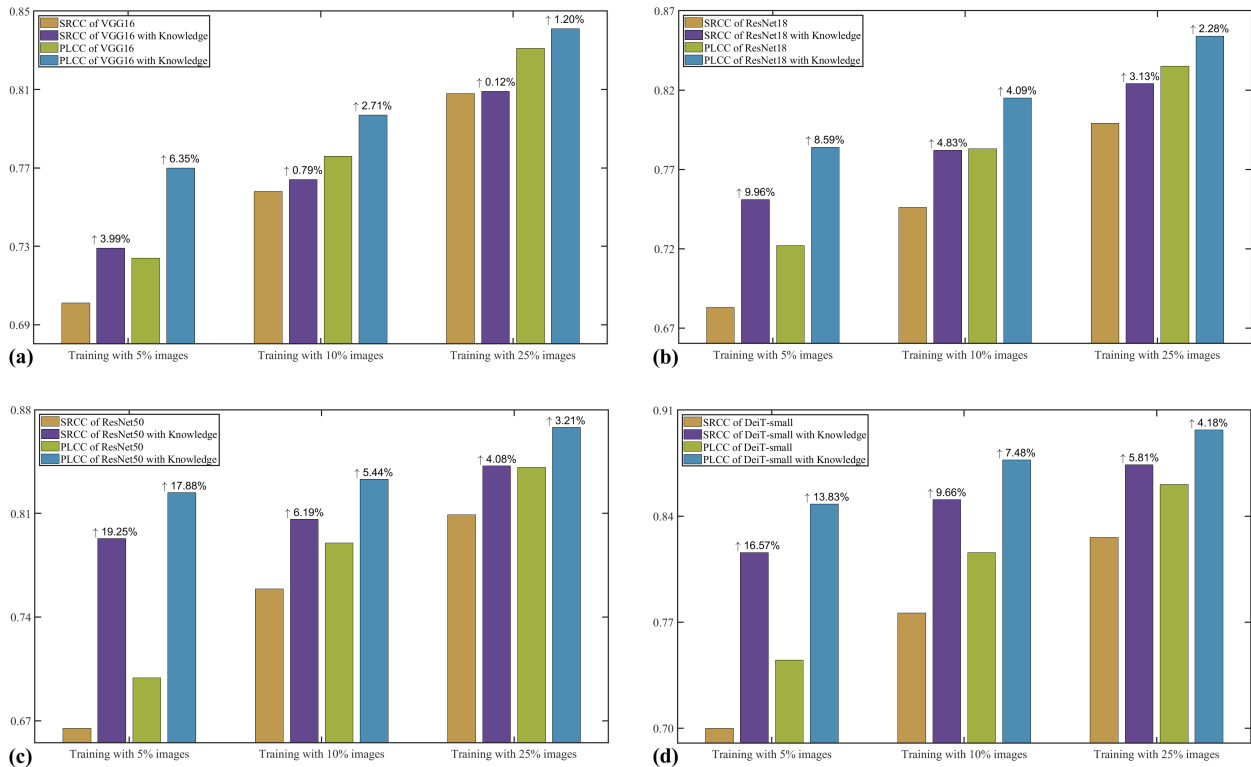 0.85
0.81
0.77
0.73
0.69
SRCC of VGG16
SRCC of VGG16 with Knowledge
PLCC of VGG16
PLCC of VGG16 with Knowledge
↑ 3.99%
↑ 6.35%
↑ 0.79%
↑ 2.71%
↑ 0.12%
↑ 1.20%
Training with 5% images
Training with 10% images
Training with 25% images
(a)
0.87
0.82
0.77
0.72
0.67
SRCC of ResNet18
SRCC of ResNet18 with Knowledge
PLCC of ResNet18
PLCC of ResNet18 with Knowledge
↑ 9.96%
↑ 8.59%
↑ 4.83%
↑ 4.09%
↑ 3.13%
↑ 2.28%
Training with 5% images
Training with 10% images
Training with 25% images
(b)
0.88
0.81
0.74
0.67
SRCC of ResNet50
SRCC of ResNet50 with Knowledge
PLCC of ResNet50
PLCC of ResNet50 with Knowledge
↑ 19.25%
↑ 17.88%
↑ 6.19%
↑ 5.44%
↑ 4.08%
↑ 3.21%
Training with 5% images
Training with 10% images
Training with 25% images
(c)
0.91
0.84
0.77
0.70
SRCC of DeiT-small
SRCC of DeiT-small with Knowledge
PLCC of DeiT-small
PLCC of DeiT-small with Knowledge
↑ 16.57%
↑ 13.83%
↑ 9.66%
↑ 7.48%
↑ 5.81%
↑ 4.18%
Training with 5% images
Training with 10% images
Training with 25% images
(d)